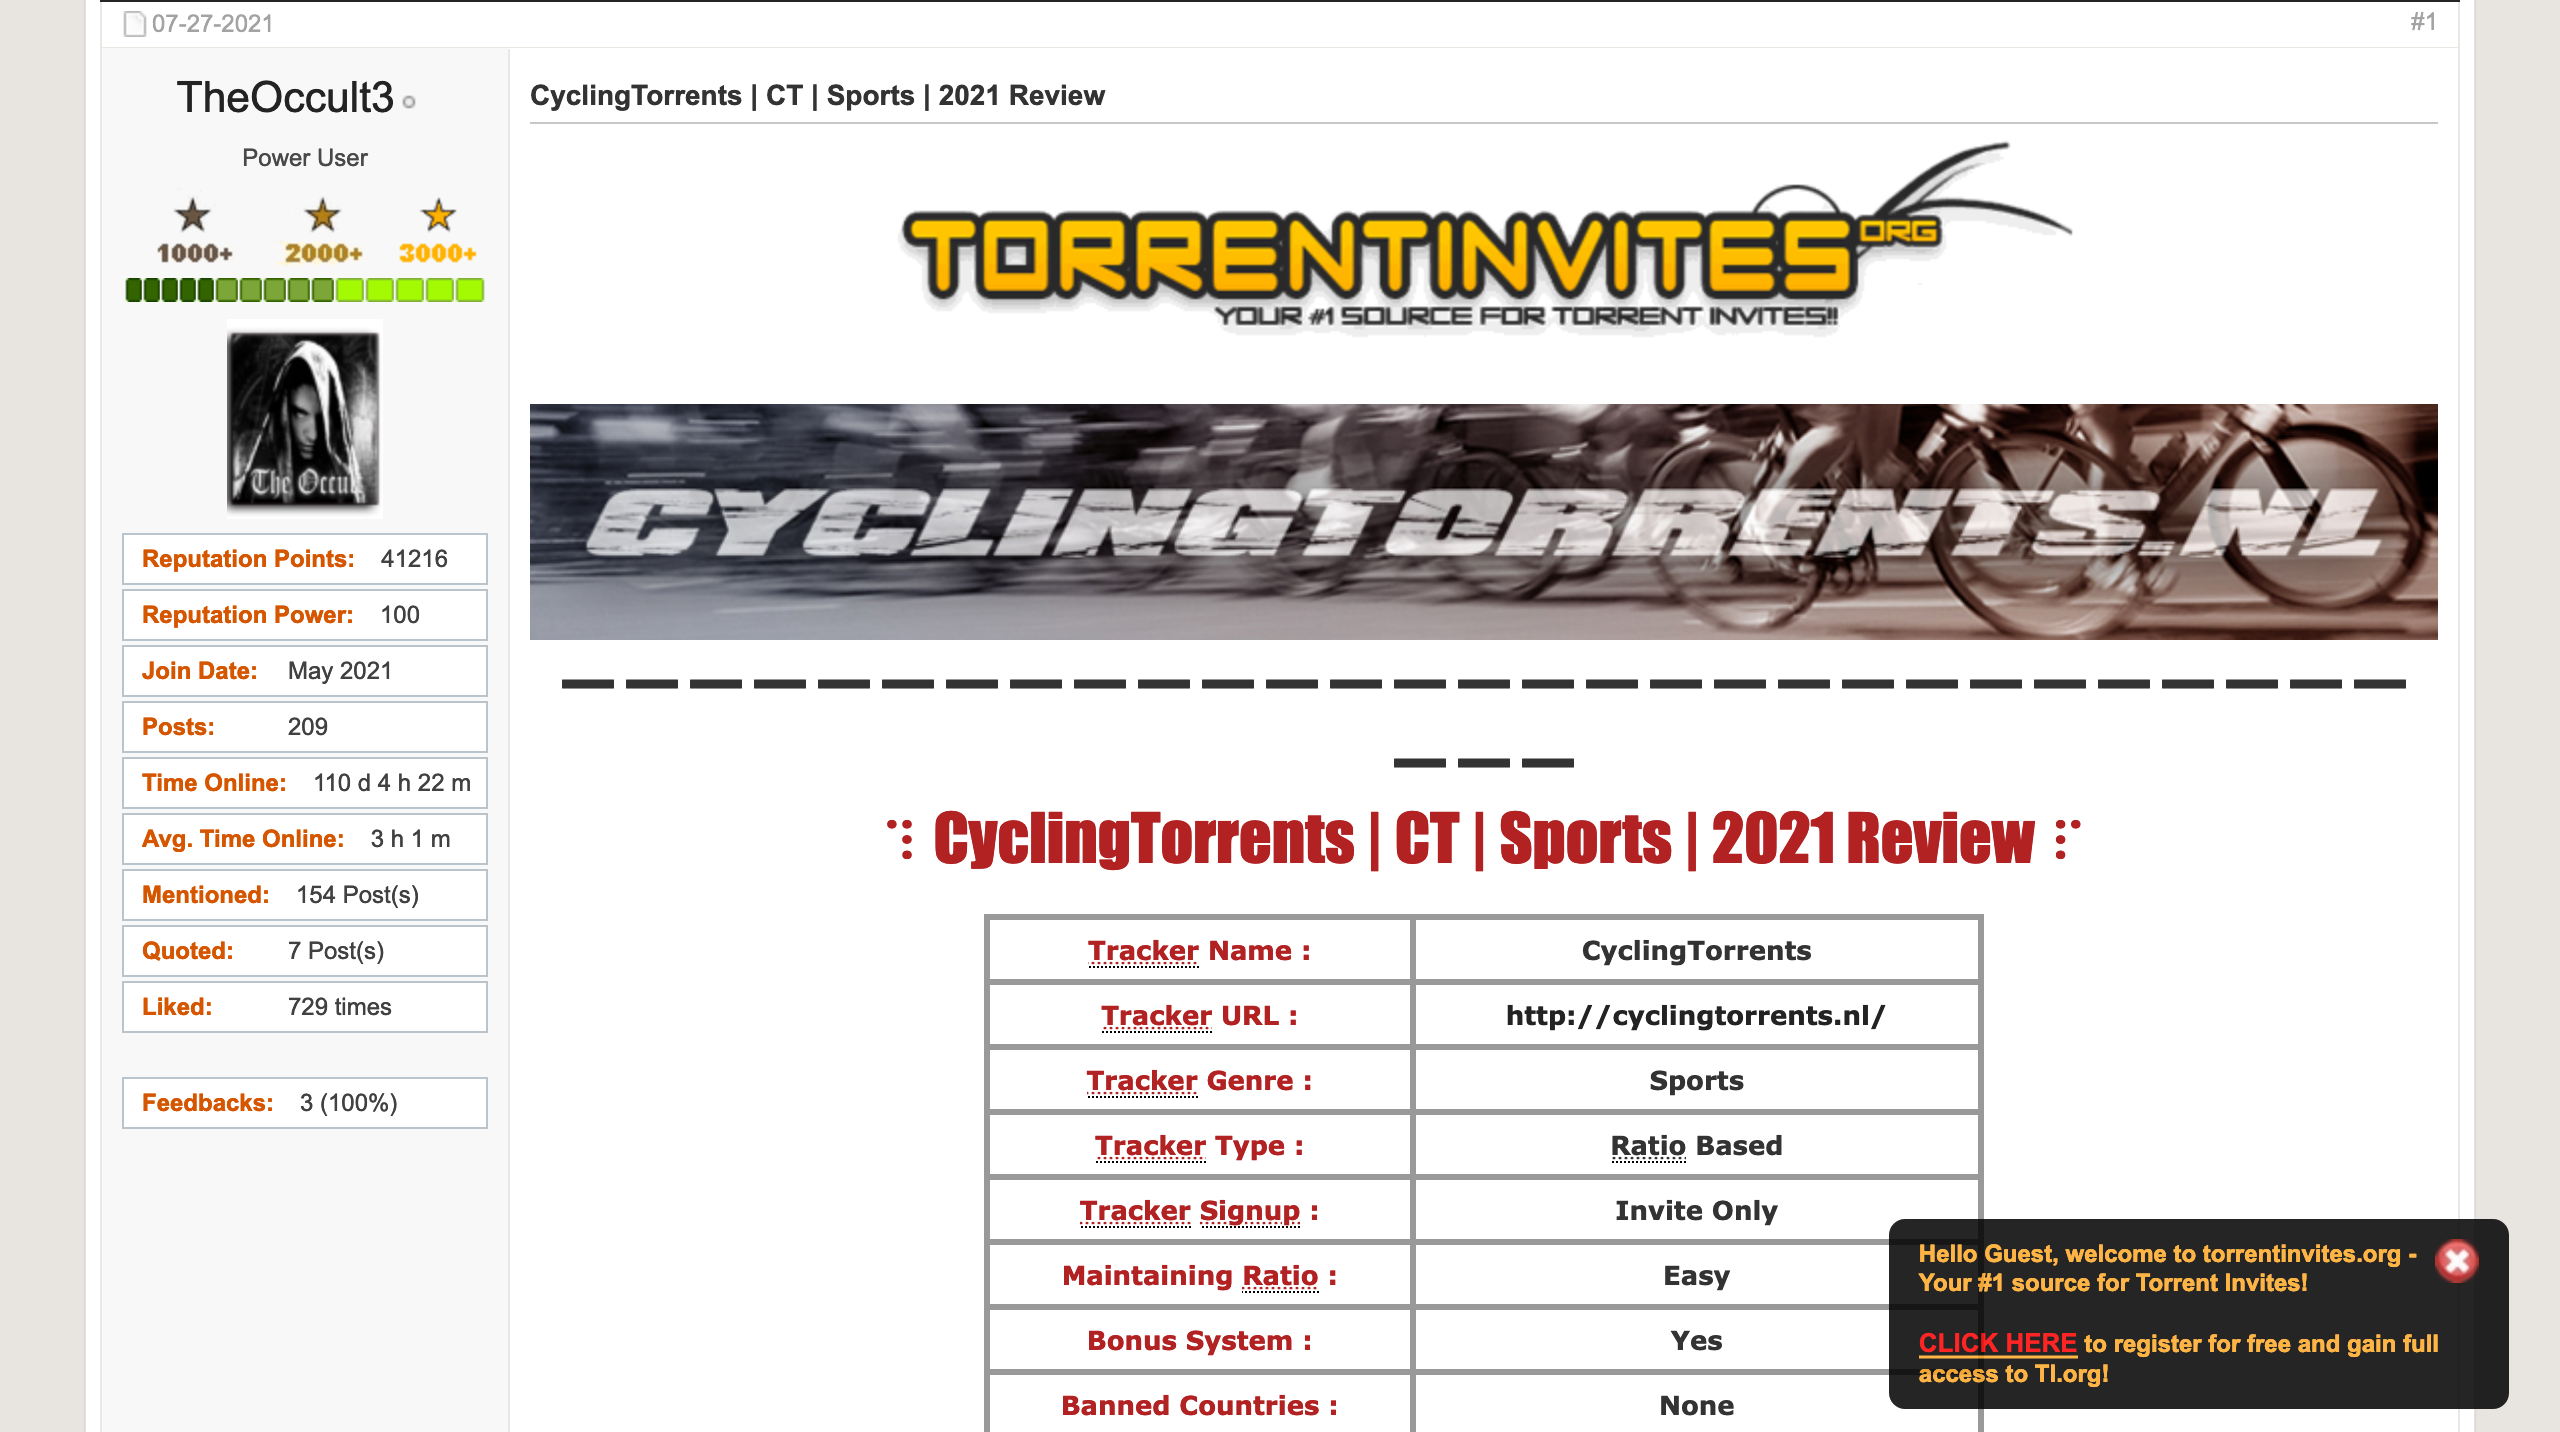 07-27-2021
#1
TheOccult3
Power User
1000+ 2000+ 3000+
The Occu
Reputation Points: 41216
Reputation Power: 100
Join Date: May 2021
Posts: 209
Time Online: 110 d 4 h 22 m
Avg. Time Online: 3 h 1 m
Mentioned: 154 Post(s)
Quoted: 7 Post(s)
Liked: 729 times
Feedbacks: 3 (100%)
CyclingTorrents | CT | Sports | 2021 Review
TORRENTINVITES ORG
YOUR #1 SOURCE FOR TORRENT INVITES!!
CYCLINGTORRENTS.NL
CyclingTorrents | CT | Sports | 2021 Review
Tracker Name : CyclingTorrents
Tracker URL : http://cyclingtorrents.nl/
Tracker Genre : Sports
Tracker Type : Ratio Based
Tracker Signup : Invite Only
Maintaining Ratio : Easy
Bonus System : Yes
Banned Countries : None
Hello Guest, welcome to torrentinvites.org -
Your #1 source for Torrent Invites!
CLICK HERE to register for free and gain full
access to TI.org!